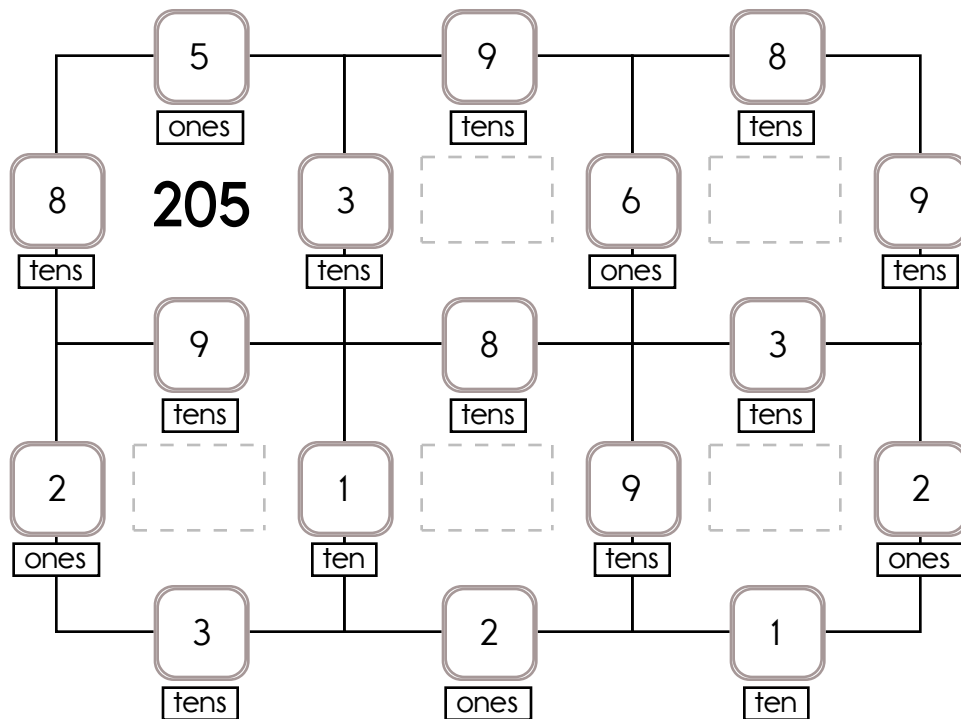 5 9 8
ones tens tens
8 205 3 6 9
tens tens ones tens
9 8 3
tens tens tens
2 1 9 2
ones ten tens ones
3 2 1
tens ones ten